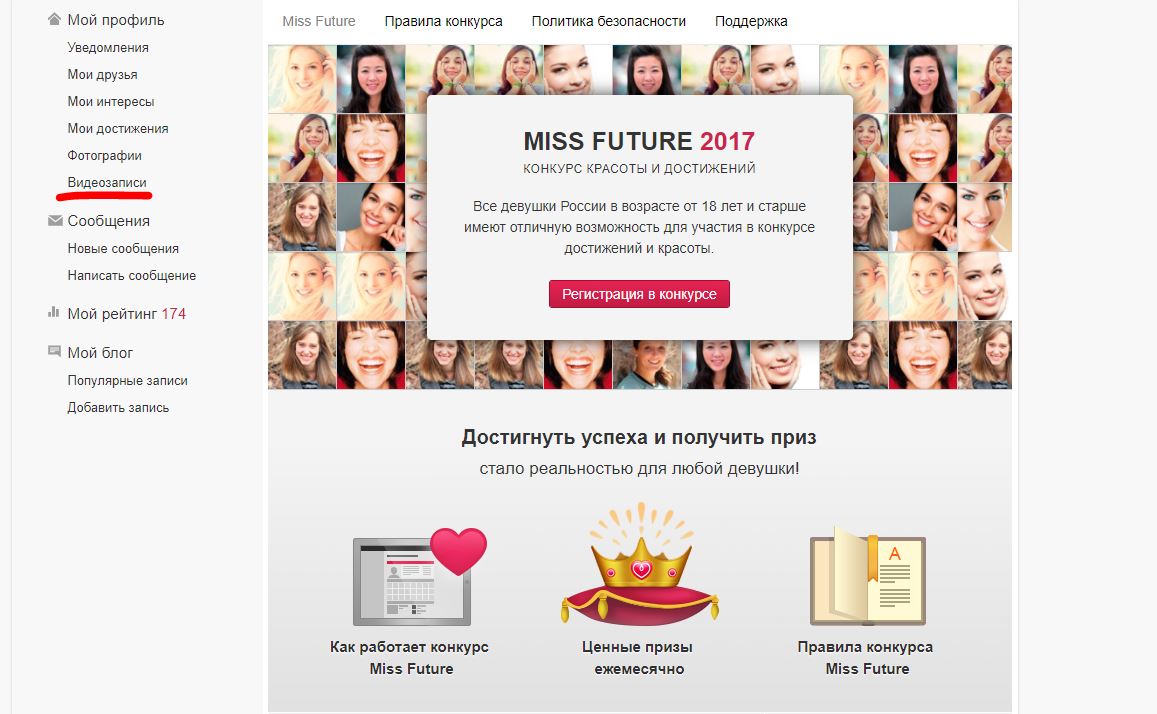 Мой профиль
Уведомления
Мои друзья
Мои интересы
Мои достижения
Фотографии
Видеозаписи
Сообщения
Новые сообщения
Написать сообщение
Мой рейтинг 174
Мой блог
Популярные записи
Добавить запись
Miss Future Правила конкурса Политика безопасности Поддержка
MISS FUTURE 2017
КОНКУРС КРАСОТЫ И ДОСТИЖЕНИЙ
Все девушки России в возрасте от 18 лет и старше
имеют отличную возможность для участия в конкурсе
достижений и красоты.
Регистрация в конкурсе
Достигнуть успеха и получить приз
стало реальностью для любой девушки!
A
Как работает конкурс
Miss Future
Ценные призы
ежемесячно
Правила конкурса
Miss Future